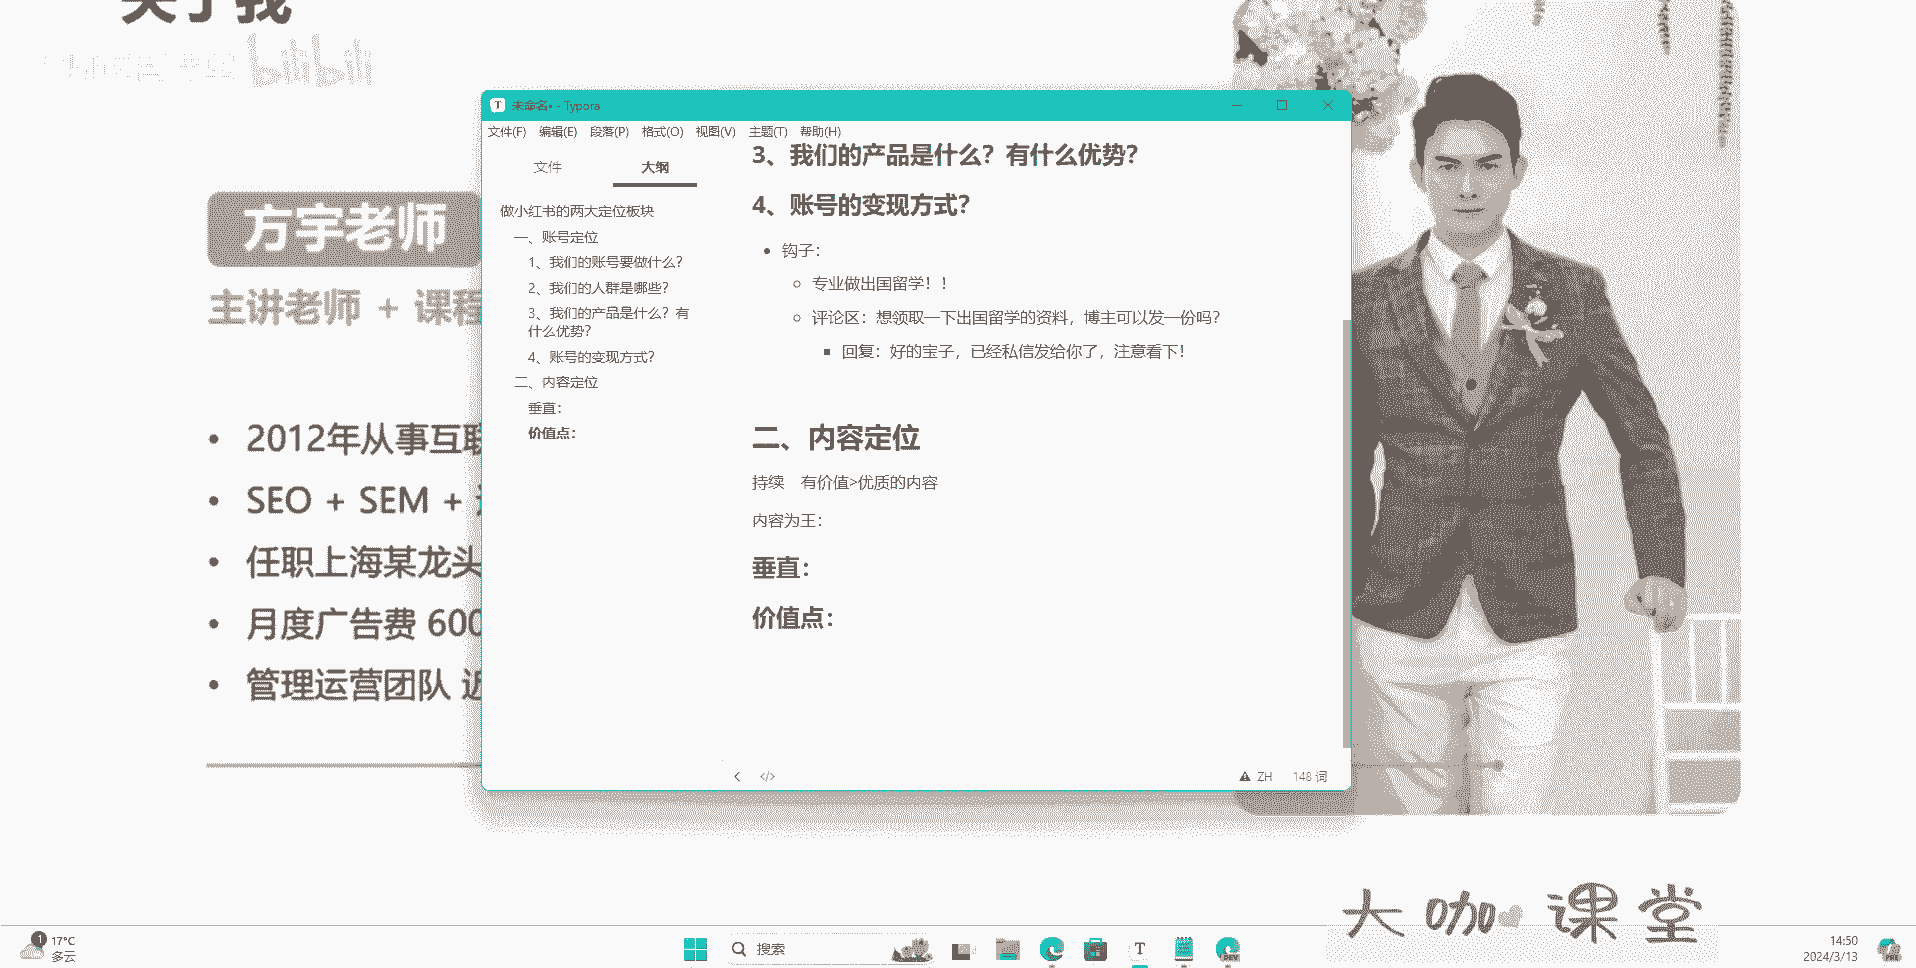 关于我
bilibili
方宇老师
主讲老师 + 课程
• 2012年从事互联
• SEO + SEM +
• 任职上海某龙头
• 月度广告费 600
• 管理运营团队 近
未命名• - Typora
文件(F) 编辑(E) 段落(P) 格式(O) 视图(V) 主题(T) 帮助(H)
文件 大纲
做小红书的两大定位板块
一、账号定位
1、我们的账号要做什么？
2、我们的人群是哪些？
3、我们的产品是什么？有
什么优势？
4、账号的变现方式？
二、内容定位
垂直：
价值点：
3、我们的产品是什么？有什么优势？
4、账号的变现方式？
• 钩子：
○ 专业做出国留学！！
○ 评论区：想领取一下出国留学的资料，博主可以发一份吗？
▪ 回复：好的宝子，已经私信发给你了，注意看下！
二、内容定位
持续 有价值>优质的内容
内容为王：
垂直：
价值点：
</> ZH 148 词
大咖课堂
1
17°C
多云
搜索
T
DEV
14:50
2024/3/13
PRE